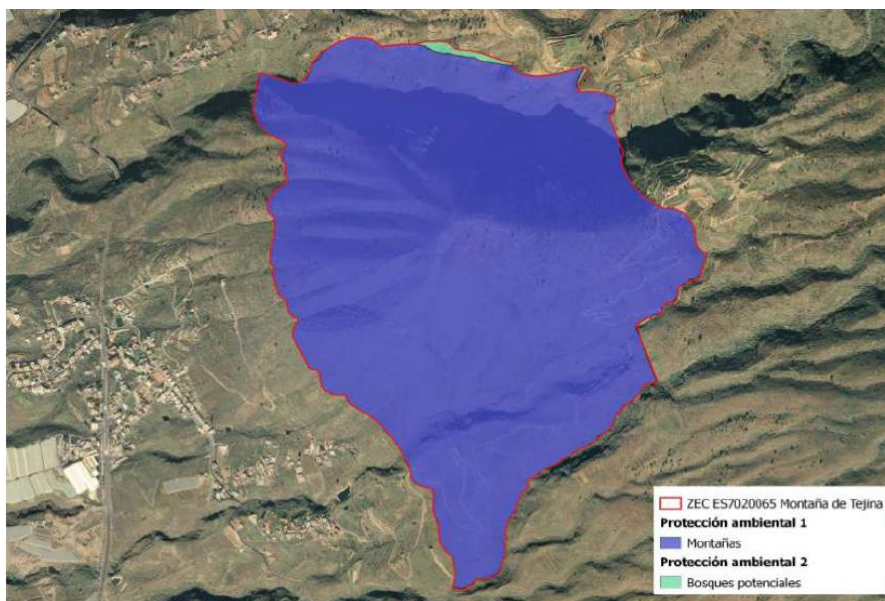 ZEC ES7020065 Montaña de Tejina
Protección ambiental 1
Montañas
Protección ambiental 2
Bosques potenciales